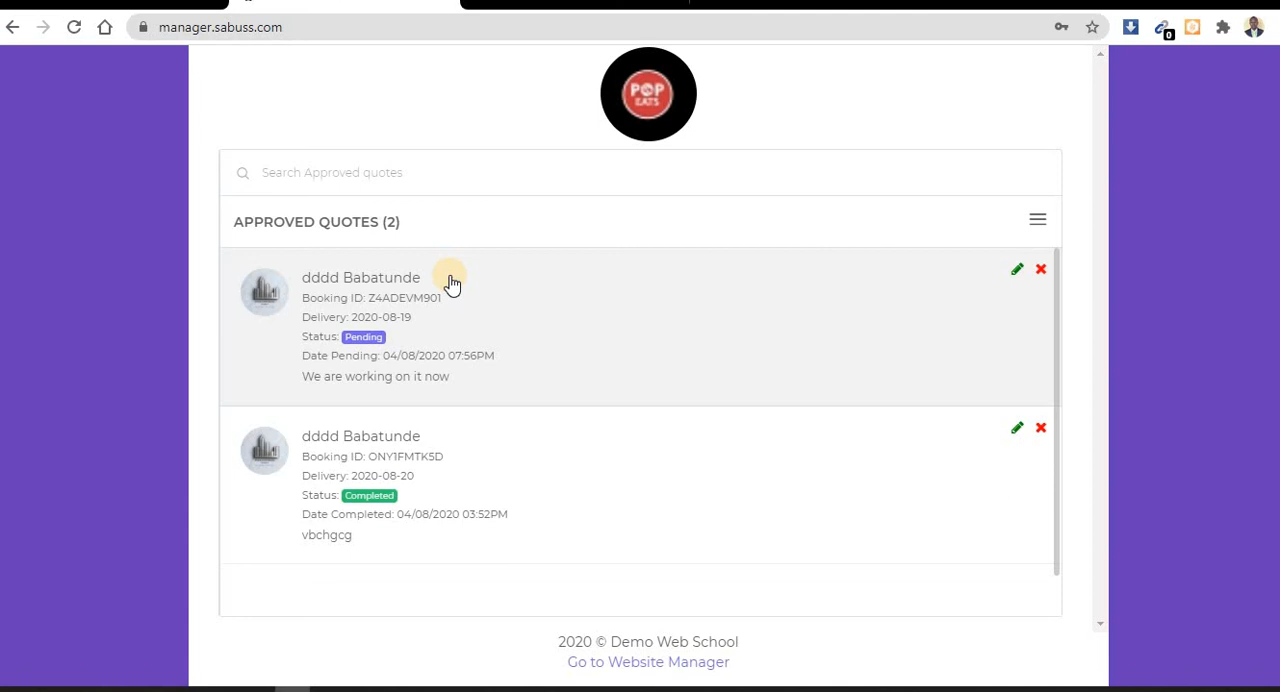 manager.sabuss.com
0
POP
EATS
Search Approved quotes
APPROVED QUOTES (2)
dddd Babatunde
Booking ID: Z4ADEVM901
Delivery: 2020-08-19
Status: Pending
Date Pending: 04/08/2020 07:56PM
We are working on it now
dddd Babatunde
Booking ID: ONY1FMTK5D
Delivery: 2020-08-20
Status: Completed
Date Completed: 04/08/2020 03:52PM
vbchgcg
2020 © Demo Web School
Go to Website Manager